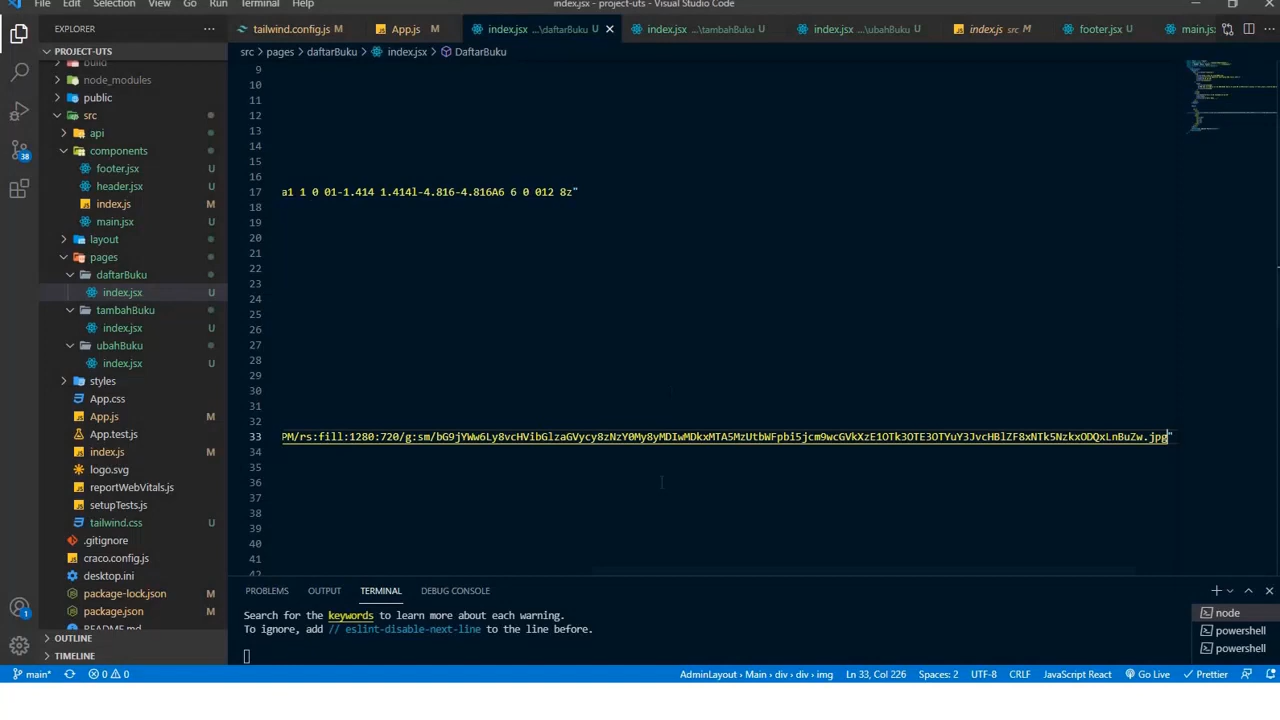 File Edit Selection View Go Run Terminal Help index.jsx - project-uts - Visual Studio Code
EXPLORER
tailwind.config.js M App.js M index.jsx ...\daftarBuku U index.jsx ...\tambahBuku U index.jsx ...\ubahBuku U index.js src M footer.jsx U main.jsx
PROJECT-UTS
src > pages > daftarBuku > index.jsx > DaftarBuku
build
node_modules
public
src
api
components
footer.jsx U
header.jsx U
index.js M
main.jsx U
layout
pages
daftarBuku
index.jsx U
tambahBuku
index.jsx U
ubahBuku
index.jsx U
styles
App.css
App.js M
App.test.js
index.js M
logo.svg
reportWebVitals.js
setupTests.js
tailwind.css U
.gitignore
craco.config.js
desktop.ini
package-lock.json M
package.json M
README.md
OUTLINE
TIMELINE
9
10
11
12
13
14
15
16
17 a1 1 0 01-1.414 1.414l-4.816-4.816A6 6 0 012 8z"
18
19
20
21
22
23
24
25
26
27
28
29
30
31
32
33 PM/rs:fill:1280:720/g:sm/bG9jYWw6Ly8vcHVibGlzaGVycy8zNzY0My8yMDIwMDkxMTA5MzUtbWFpbi5jcm9wcGVkXzE1OTk3OTE3OTYuY3JvcHBlZF8xNTk5NzkxODQxLnBuZw.jpg"
34
35
36
37
38
39
40
41
42
PROBLEMS OUTPUT TERMINAL DEBUG CONSOLE
Search for the keywords to learn more about each warning.
To ignore, add // eslint-disable-next-line to the line before.
node
powershell
powershell
38
1
main* 0 0 AdminLayout › Main › div › div › img Ln 33, Col 226 Spaces: 2 UTF-8 CRLF JavaScript React Go Live Prettier